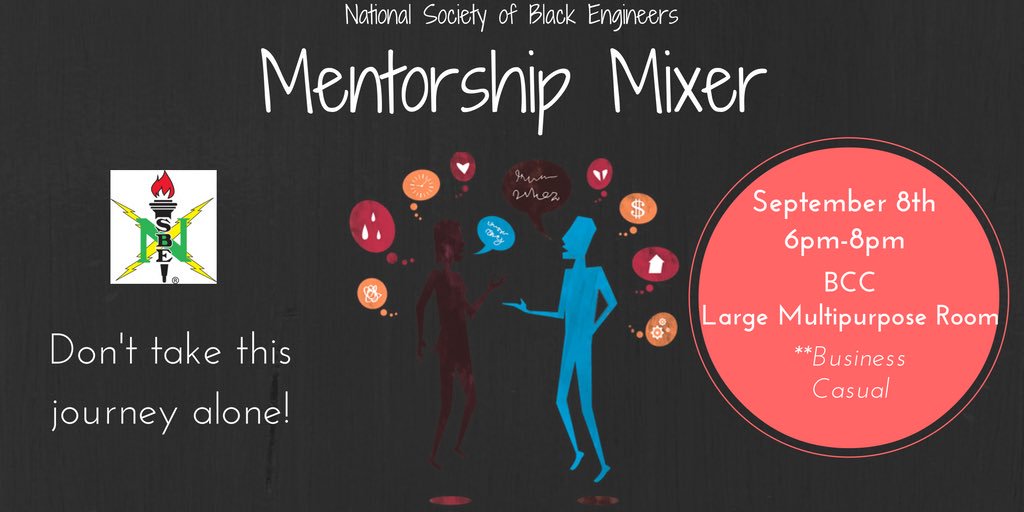 National Society of Black Engineers
Mentorship Mixer
NSBE
®
Don't take this
journey alone!
$
September 8th
6pm-8pm
BCC
Large Multipurpose Room
**Business
Casual